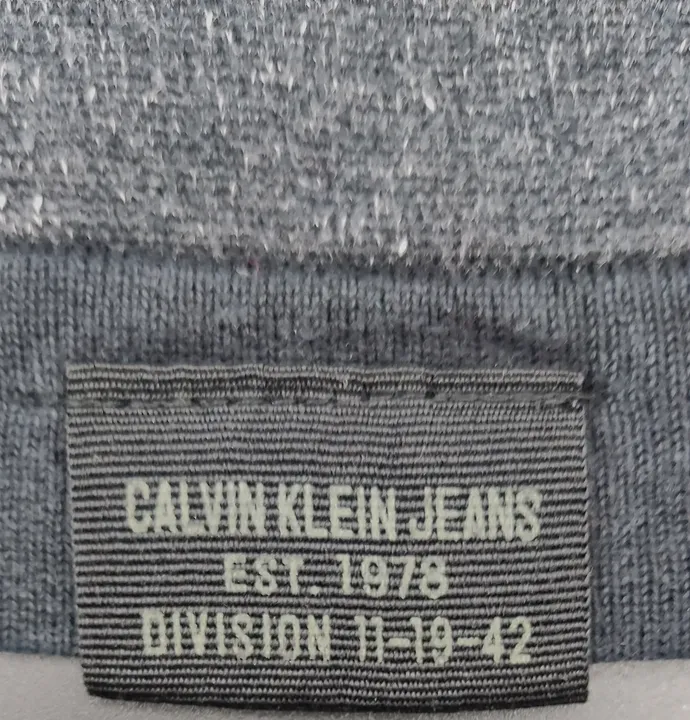 CALVIN KLEIN JEANS
EST. 1978
DIVISION 11-19-42